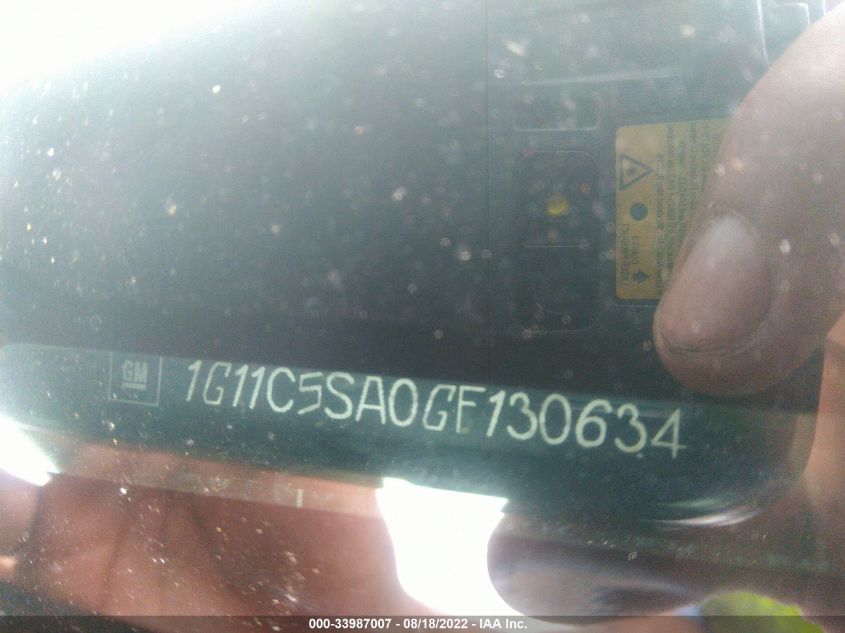 GM 1G11C5SA0GF130634
000-33987007 - 08/18/2022 - IAA Inc.